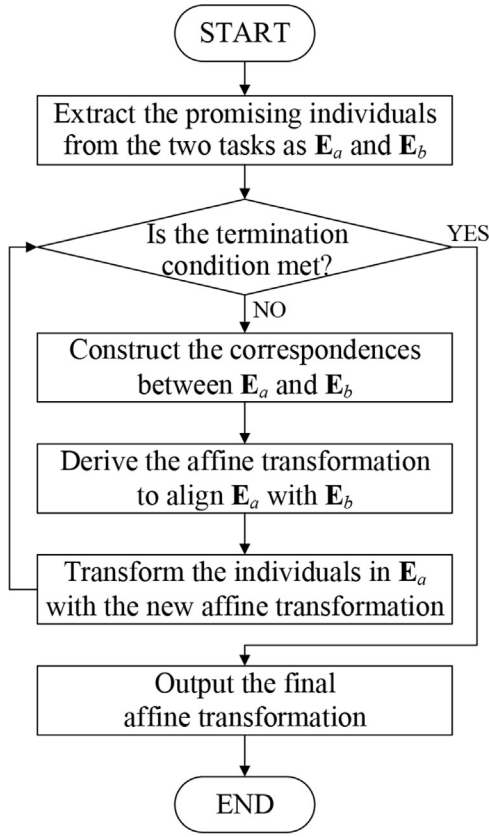 START
Extract the promising individuals
from the two tasks as Ea and Eb
Is the termination
condition met?
YES
NO
Construct the correspondences
between Ea and Eb
Derive the affine transformation
to align Ea with Eb
Transform the individuals in Ea
with the new affine transformation
Output the final
affine transformation
END